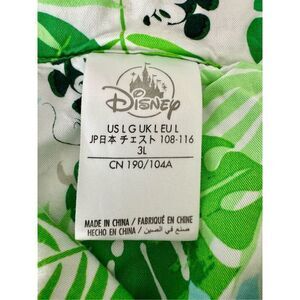 Disney
US L G UK L EU L
JP日本 チェスト 108-116
3L
CN 190/104A
MADE IN CHINA / FABRIQUÉ EN CHINE
HECHO EN CHINA / صنع في الصين